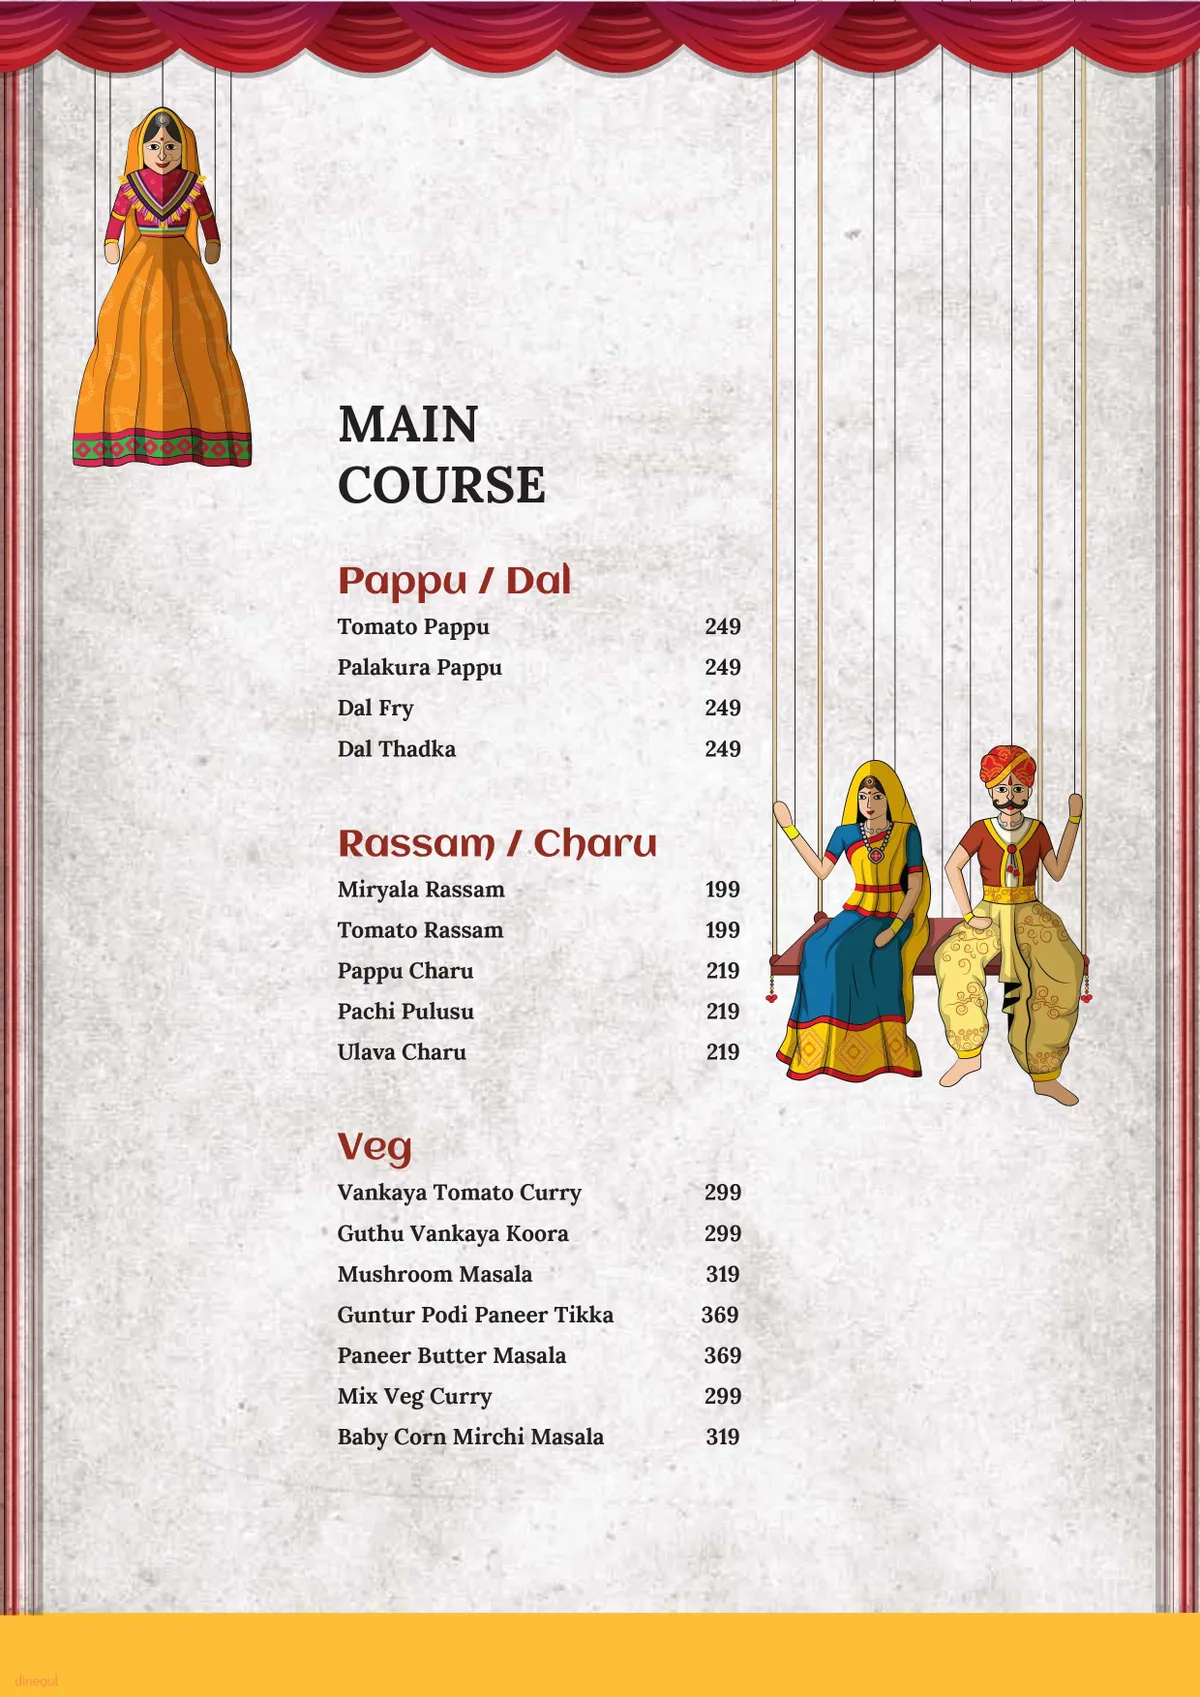 MAIN
COURSE
Pappu / Dal
Tomato Pappu 249
Palakura Pappu 249
Dal Fry 249
Dal Thadka 249
Rassam / Charu
Miryala Rassam 199
Tomato Rassam 199
Pappu Charu 219
Pachi Pulusu 219
Ulava Charu 219
Veg
Vankaya Tomato Curry 299
Guthu Vankaya Koora 299
Mushroom Masala 319
Guntur Podi Paneer Tikka 369
Paneer Butter Masala 369
Mix Veg Curry 299
Baby Corn Mirchi Masala 319
dineout